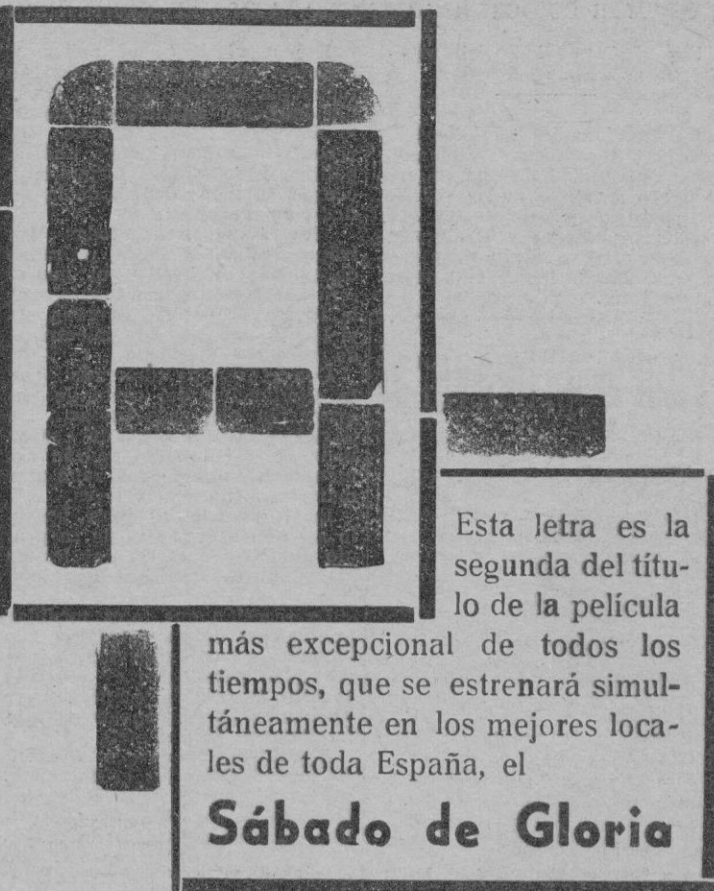 A
Esta letra es la
segunda del títu-
lo de la película
más excepcional de todos los
tiempos, que se estrenará simul-
táneamente en los mejores loca-
les de toda España, el
Sábado de Gloria